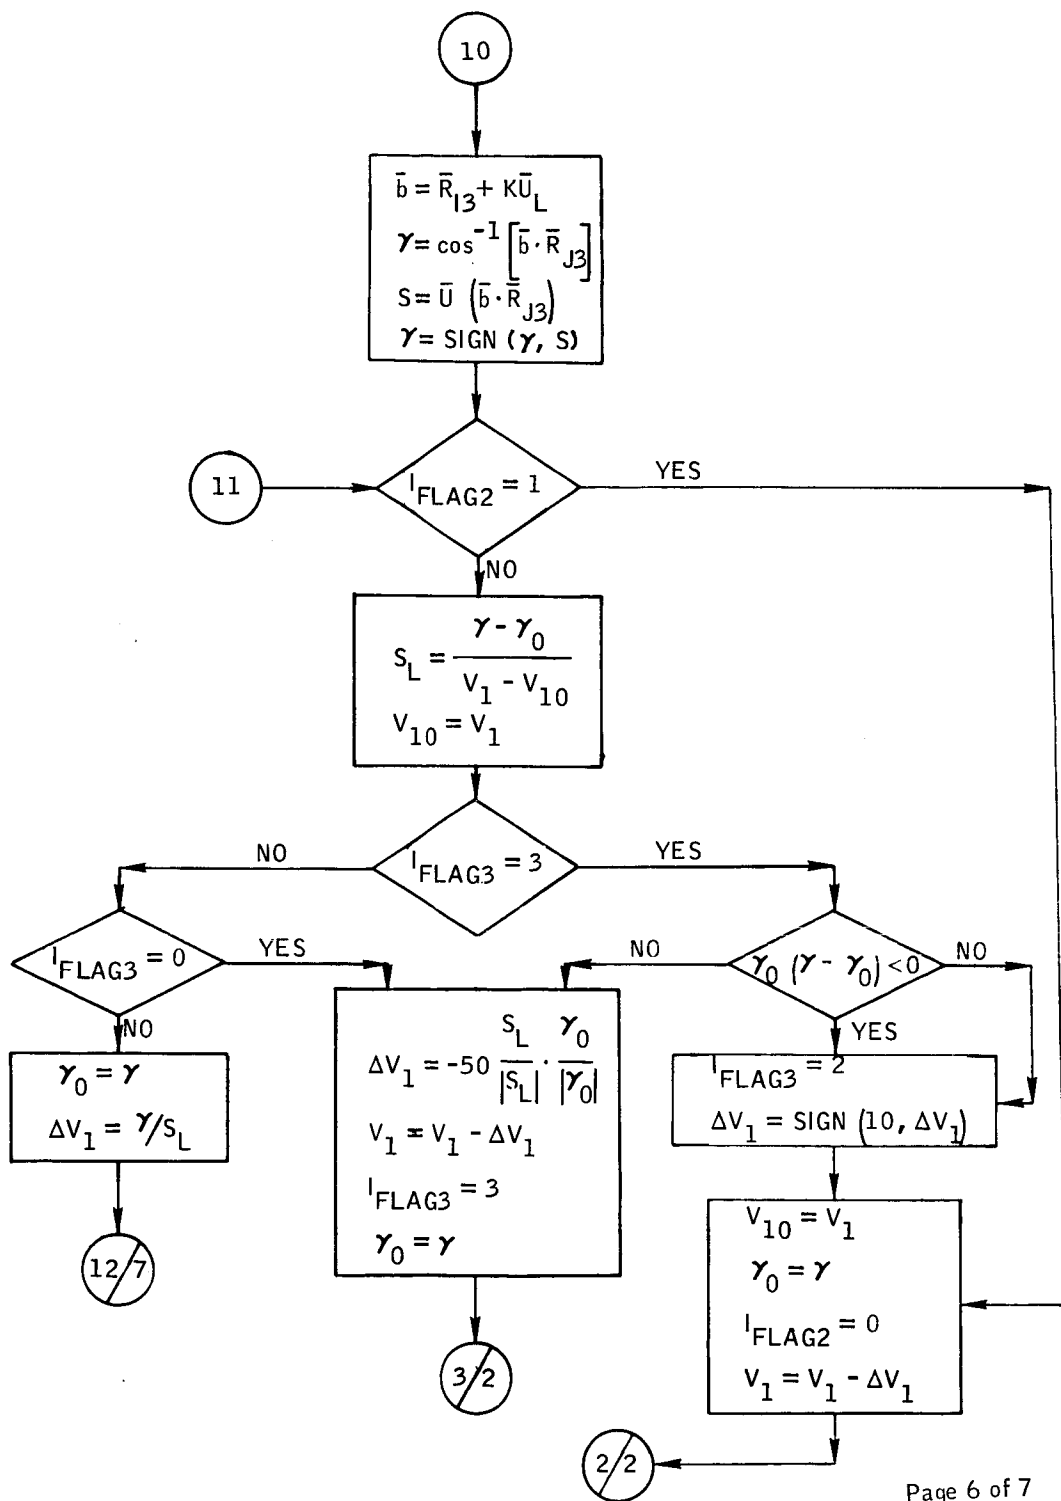 10
b̄ = R̄I3 + KŪL
γ = cos⁻¹ [b̄ · R̄J3]
S = Ū (b̄ · R̄J3)
γ = SIGN (γ, S)
11
IFLAG2 = 1
YES
NO
SL = (γ - γ0) / (V1 - V10)
V10 = V1
IFLAG3 = 3
NO
YES
IFLAG3 = 0
YES
NO
γ0 (γ - γ0) < 0
NO
NO
YES
γ0 = γ
ΔV1 = γ/SL
ΔV1 = -50 SL/|SL| · γ0/|γ0|
V1 = V1 - ΔV1
IFLAG3 = 3
γ0 = γ
IFLAG3 = 2
ΔV1 = SIGN (10, ΔV1)
V10 = V1
γ0 = γ
IFLAG2 = 0
V1 = V1 - ΔV1
12/7
3/2
2/2
Page 6 of 7